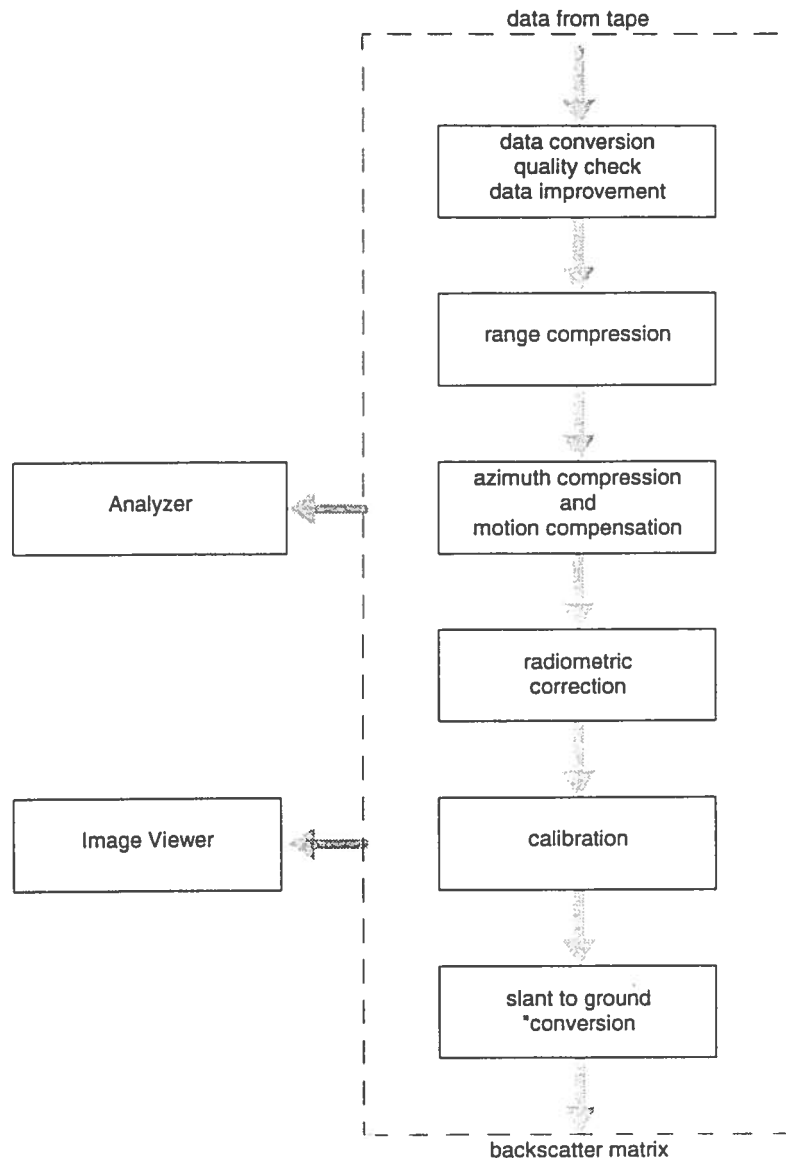 data from tape
data conversion
quality check
data improvement
range compression
azimuth compression
and
motion compensation
Analyzer
radiometric
correction
Image Viewer
calibration
slant to ground
conversion
backscatter matrix